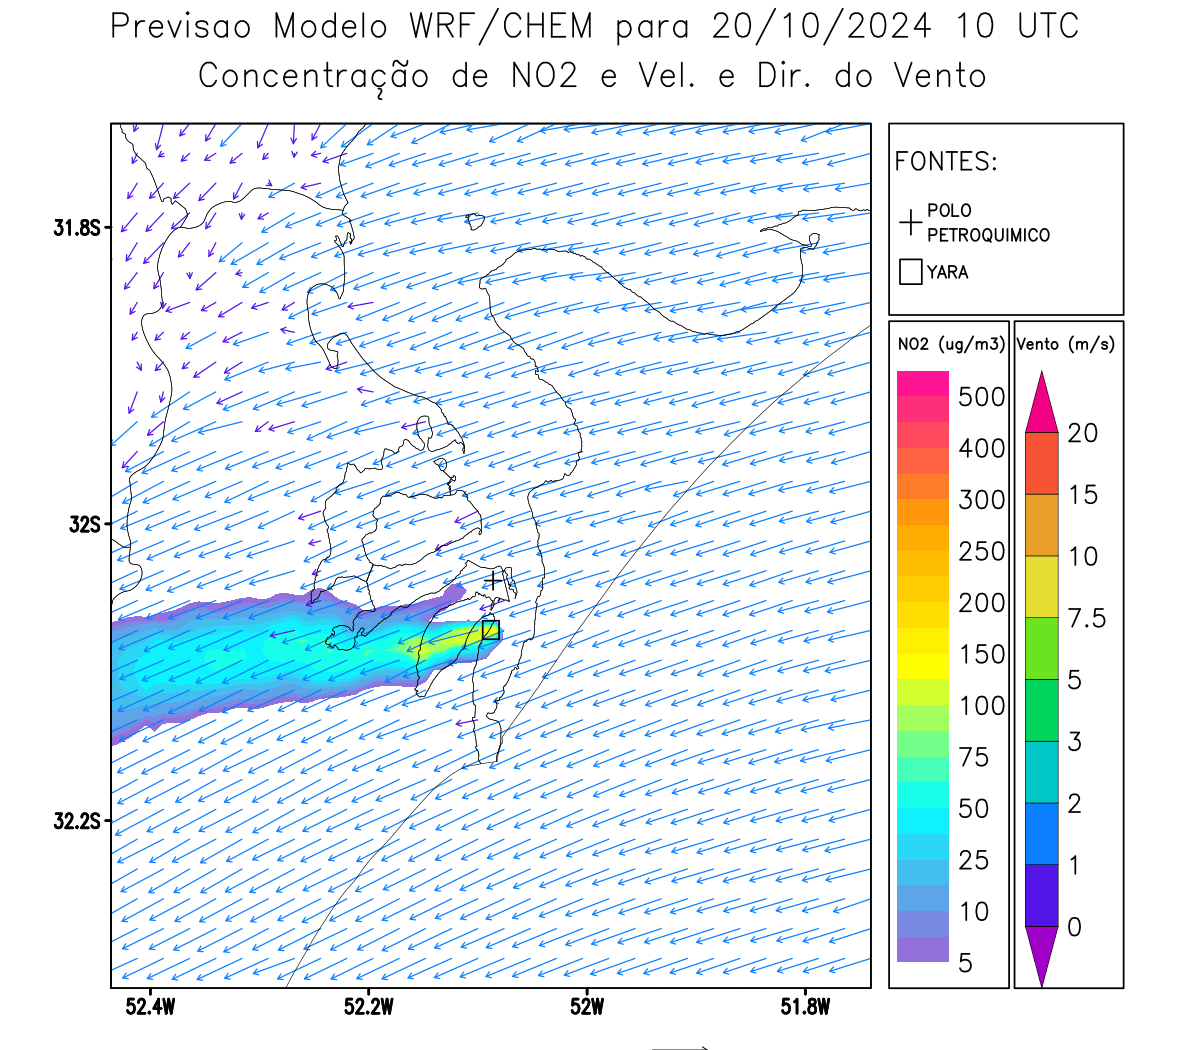 Previsao Modelo WRF/CHEM para 20/10/2024 10 UTC
Concentração de NO2 e Vel. e Dir. do Vento
FONTES:
POLO
PETROQUIMICO
YARA
NO2 (ug/m3)
500
400
300
250
200
150
100
75
50
25
10
5
Vento (m/s)
20
15
10
7.5
5
3
2
1
0
31.8S
32S
32.2S
52.4W
52.2W
52W
51.8W